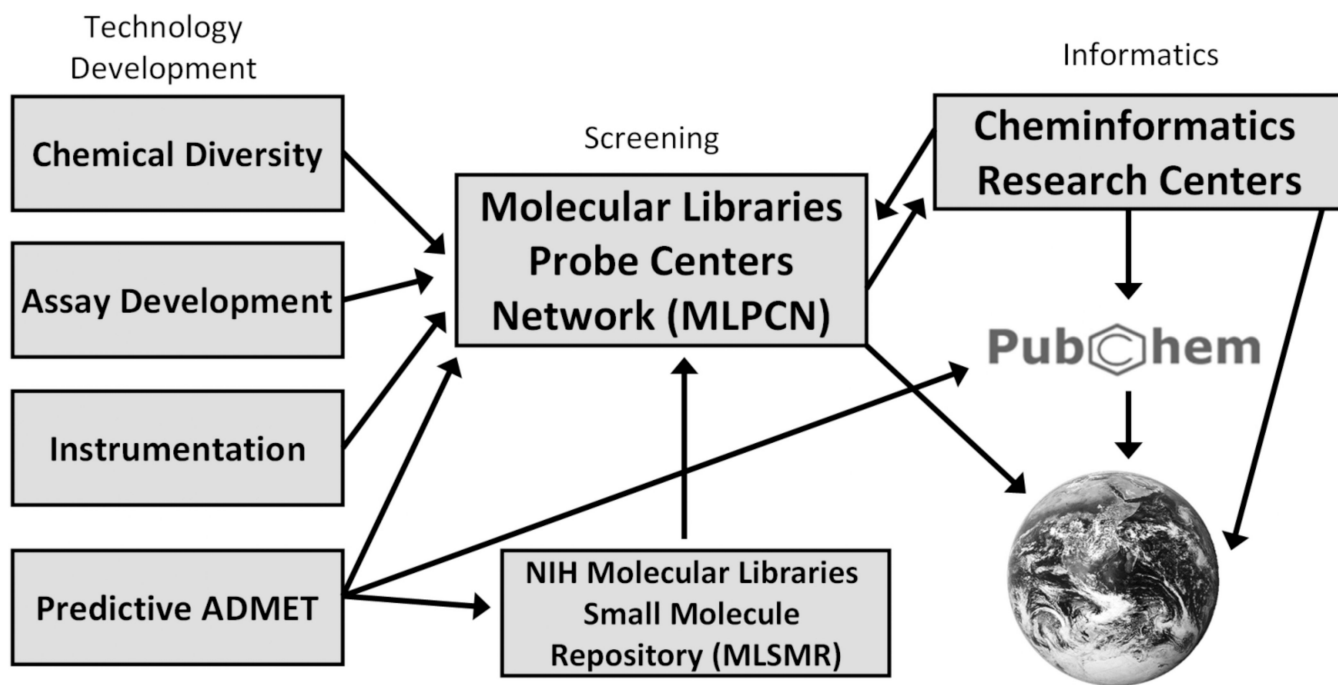 Technology
Development
Chemical Diversity
Assay Development
Instrumentation
Predictive ADMET
Screening
Molecular Libraries
Probe Centers
Network (MLPCN)
NIH Molecular Libraries
Small Molecule
Repository (MLSMR)
Informatics
Cheminformatics
Research Centers
PubChem